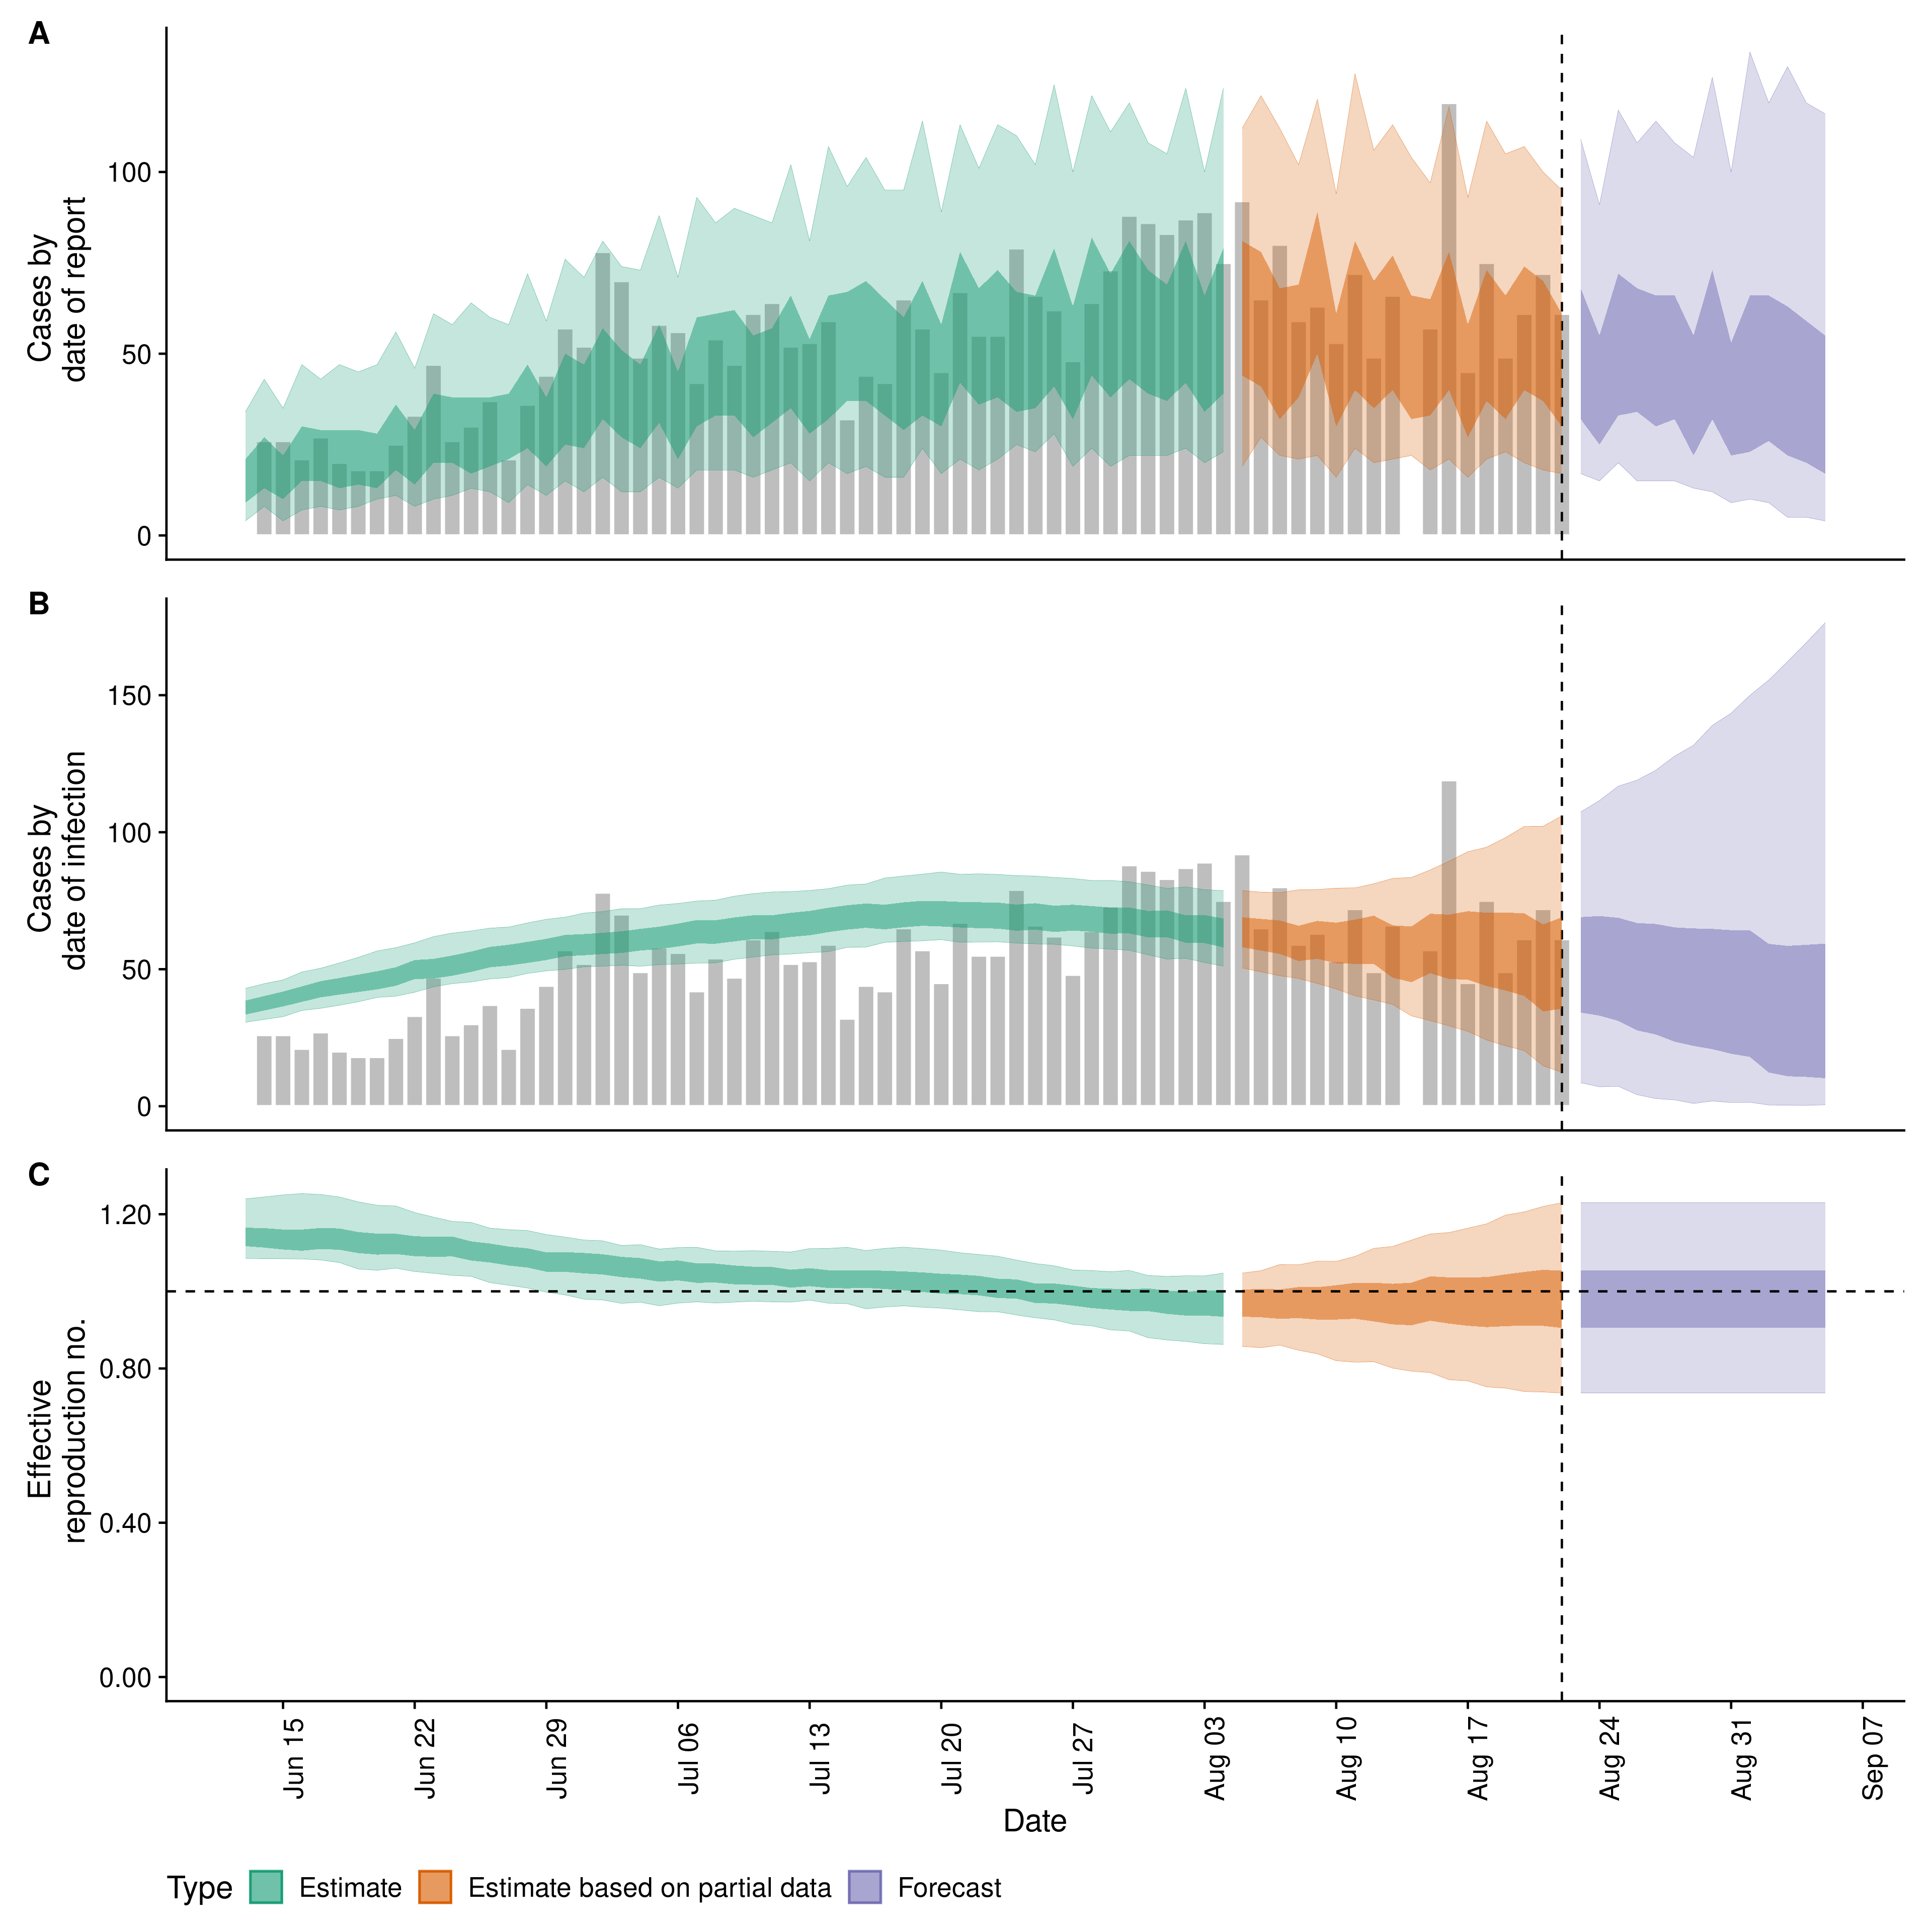 A
Cases by
date of report
100
50
0
B
Cases by
date of infection
150
100
50
0
C
Effective
reproduction no.
1.20
0.80
0.40
0.00
Jun 15
Jun 22
Jun 29
Jul 06
Jul 13
Jul 20
Jul 27
Aug 03
Aug 10
Aug 17
Aug 24
Aug 31
Sep 07
Date
Type Estimate Estimate based on partial data Forecast